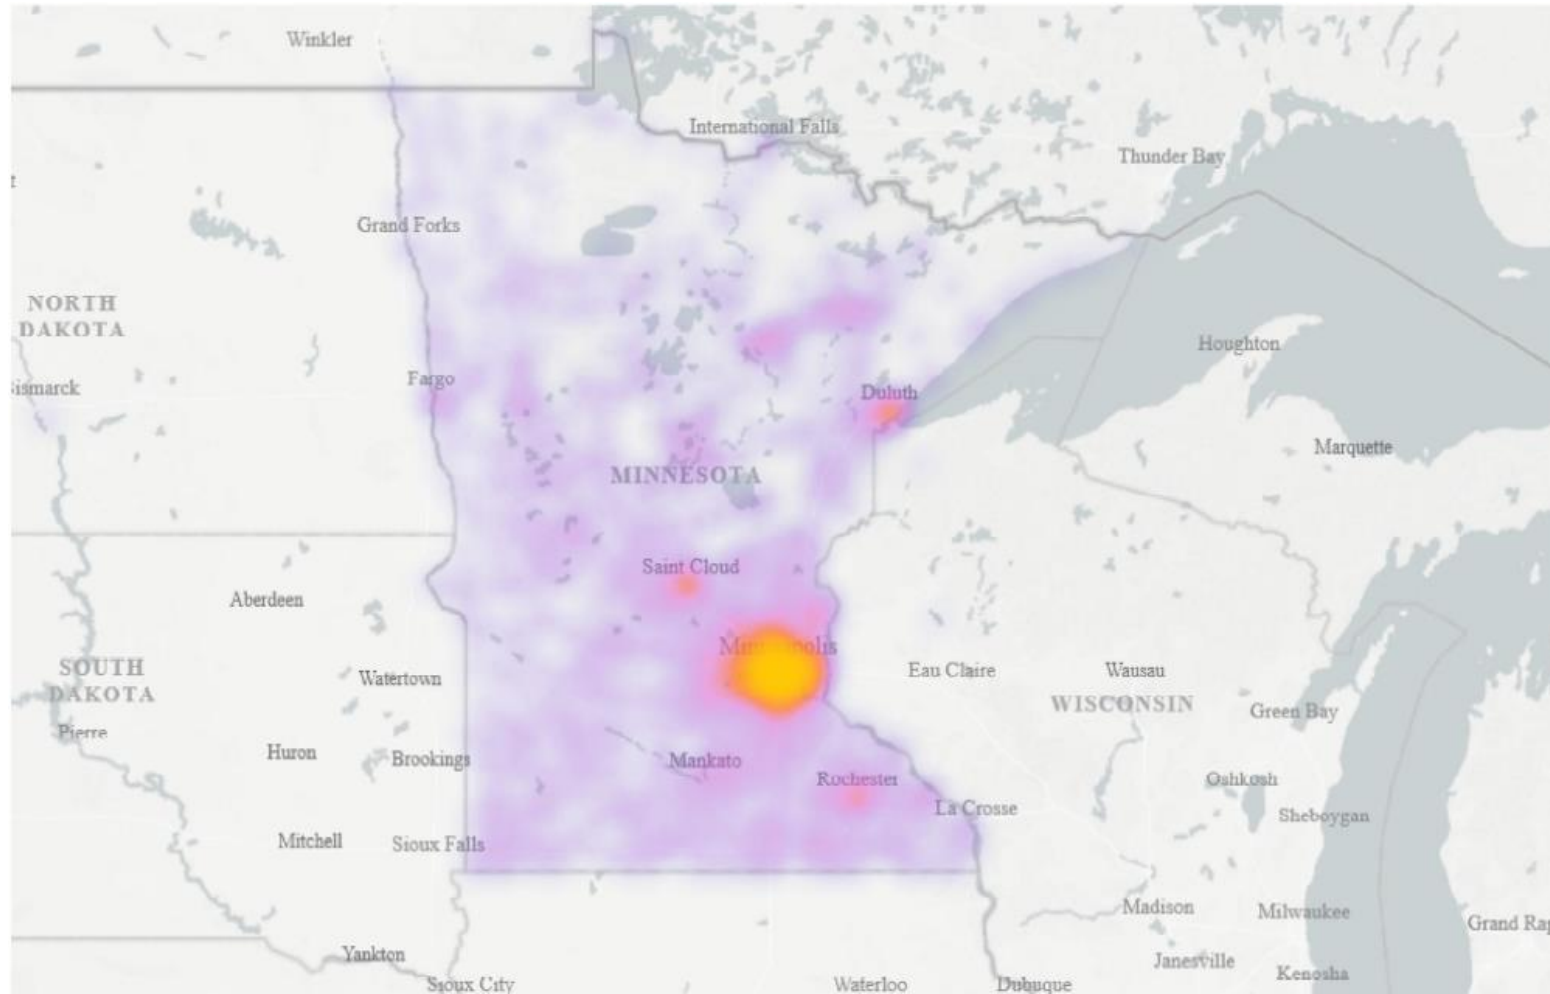 Winkler
International Falls
Thunder Bay
Grand Forks
NORTH
DAKOTA
Houghton
Fargo
ismarck
Duluth
Marquette
MINNESOTA
Saint Cloud
Aberdeen
Minneapolis
SOUTH
DAKOTA
Watertown
Eau Claire
Wausau
WISCONSIN
Green Bay
Pierre
Huron
Brookings
Mankato
Rochester
Oshkosh
La Crosse
Sheboygan
Mitchell
Sioux Falls
Madison
Milwaukee
Grand Rap
Yankton
Janesville
Kenosha
Sioux City
Waterloo
Dubuque